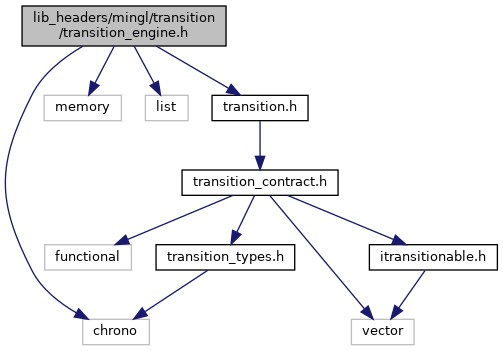 lib_headers/mingl/transition
/transition_engine.h
memory
list
transition.h
transition_contract.h
functional
transition_types.h
itransitionable.h
chrono
vector